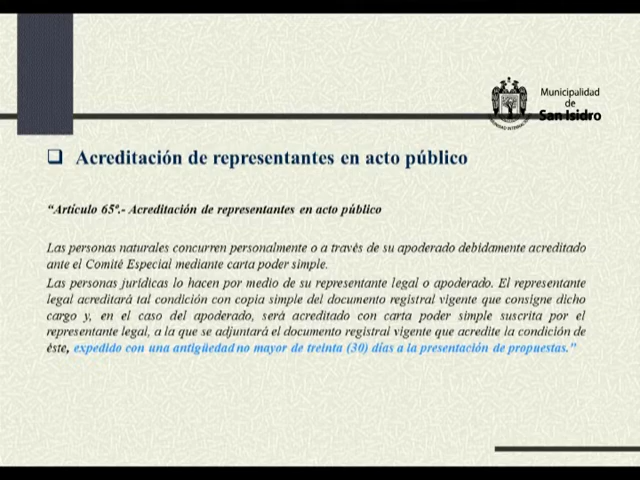 Municipalidad
de
San Isidro
Acreditación de representantes en acto público
“Artículo 65º.- Acreditación de representantes en acto público
Las personas naturales concurren personalmente o a través de su apoderado debidamente acreditado
ante el Comité Especial mediante carta poder simple.
Las personas jurídicas lo hacen por medio de su representante legal o apoderado. El representante
legal acreditará tal condición con copia simple del documento registral vigente que consigne dicho
cargo y, en el caso del apoderado, será acreditado con carta poder simple suscrita por el
representante legal, a la que se adjuntará el documento registral vigente que acredite la condición de
éste, expedido con una antigüedad no mayor de treinta (30) días a la presentación de propuestas.”